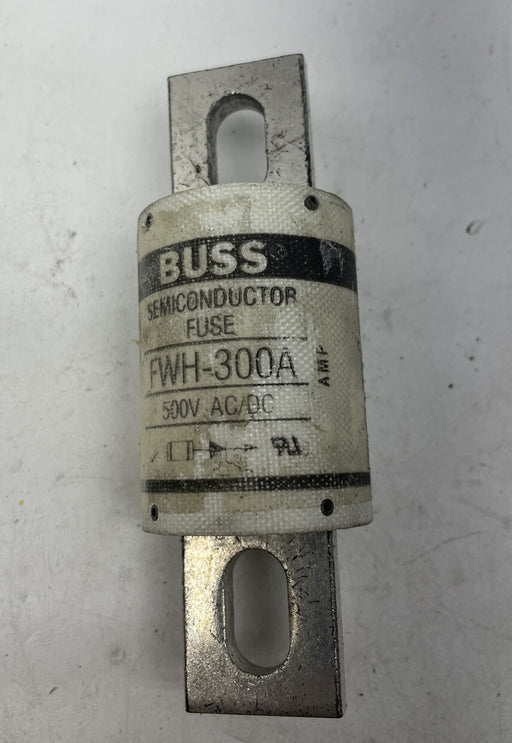 BUSS
SEMICONDUCTOR
FUSE
FWH-300A
500V AC/DC
AMP